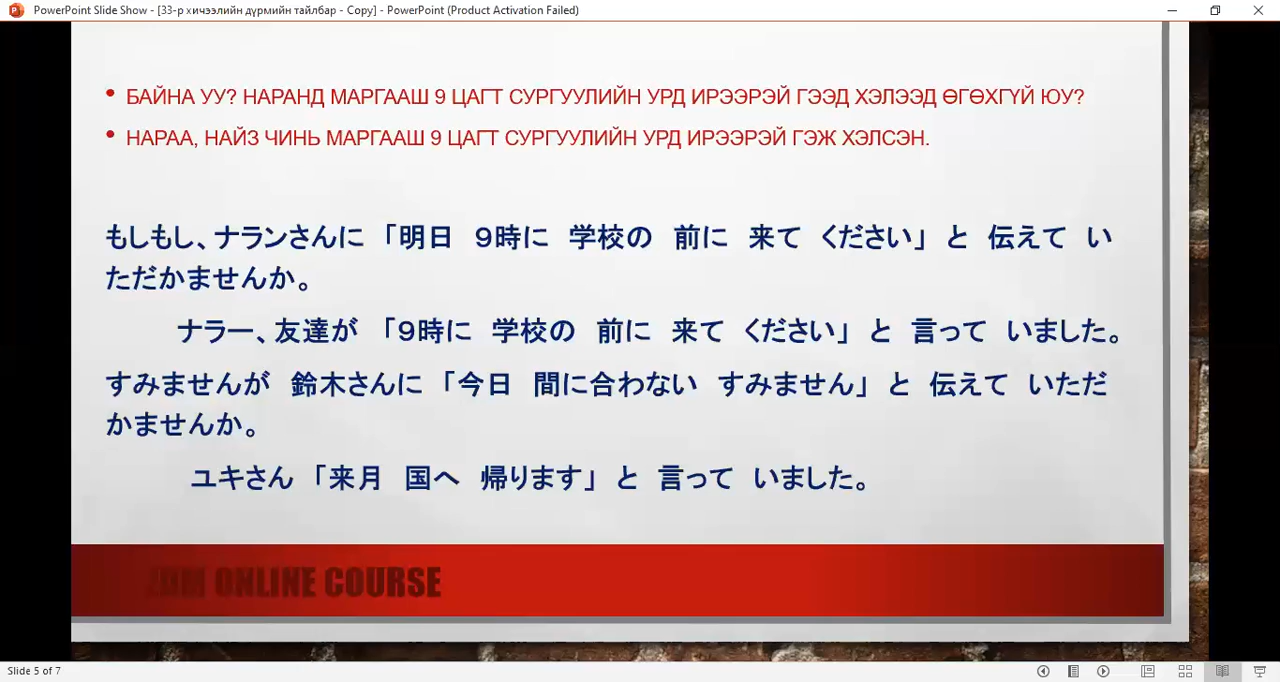 PowerPoint Slide Show - [33-р хичээлийн дүрмийн тайлбар - Copy] - PowerPoint (Product Activation Failed)
• БАЙНА УУ? НАРАНД МАРГААШ 9 ЦАГТ СУРГУУЛИЙН УРД ИРЭЭРЭЙ ГЭЭД ХЭЛЭЭД ӨГӨХГҮЙ ЮУ?
• НАРАА, НАЙЗ ЧИНЬ МАРГААШ 9 ЦАГТ СУРГУУЛИЙН УРД ИРЭЭРЭЙ ГЭЖ ХЭЛСЭН.
もしもし、ナランさんに 「明日 9時に 学校の 前に 来て ください」 と 伝えて い
ただかませんか。
ナラー、友達が 「9時に 学校の 前に 来て ください」 と 言って いました。
すみませんが 鈴木さんに 「今日 間に合わない すみません」 と 伝えて いただ
かませんか。
ユキさん 「来月 国へ 帰ります」 と 言って いました。
ONLINE COURSE
Slide 5 of 7